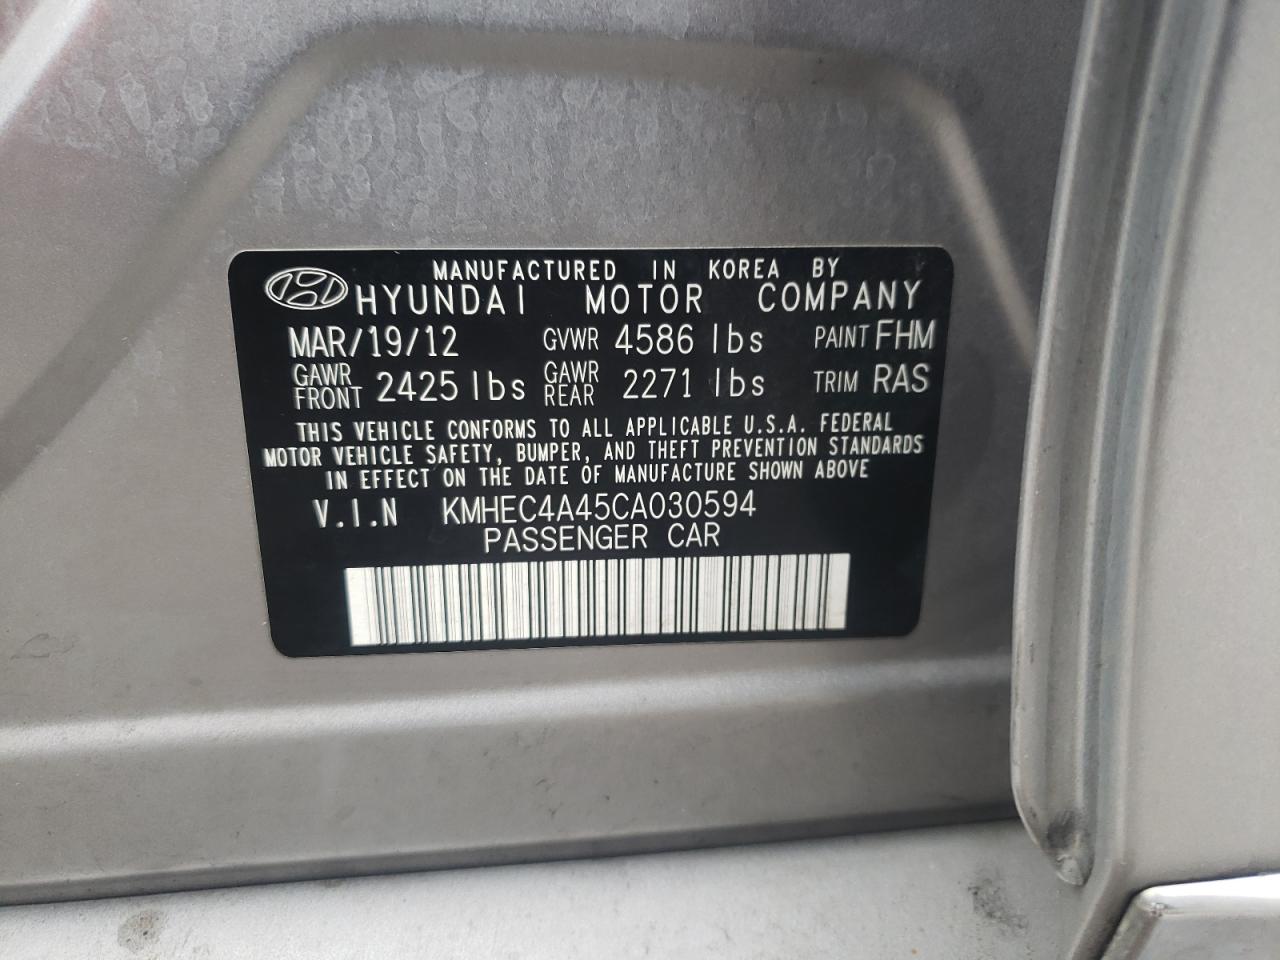 MANUFACTURED IN KOREA BY
HYUNDAI MOTOR COMPANY
MAR/19/12 GVWR 4586 lbs PAINT FHM
GAWR FRONT 2425 lbs GAWR REAR 2271 lbs TRIM RAS
THIS VEHICLE CONFORMS TO ALL APPLICABLE U.S.A. FEDERAL
MOTOR VEHICLE SAFETY, BUMPER, AND THEFT PREVENTION STANDARDS
IN EFFECT ON THE DATE OF MANUFACTURE SHOWN ABOVE
V.I.N KMHEC4A45CA030594
PASSENGER CAR